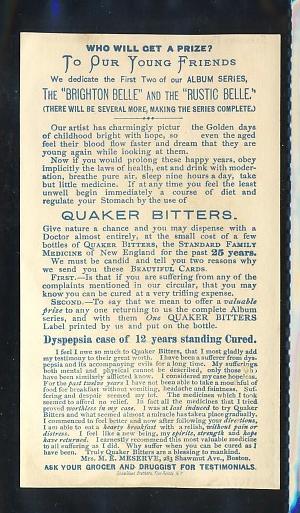 WHO WILL GET A PRIZE?
TO OUR YOUNG FRIENDS
We dedicate the First Two of our ALBUM SERIES,
THE "BRIGHTON BELLE" AND THE "RUSTIC BELLE."
(THERE WILL BE SEVERAL MORE, MAKING THE SERIES COMPLETE.)
Our artist has charmingly pictur the Golden days
of childhood bright with hope, so even the aged
feel their blood flow faster and dream that they are
young again while looking at them.
Now if you would prolong these happy years, obey
implicitly the laws of health, eat and drink with moder-
ation, breathe pure air, sleep nine hours a day, take
but little medicine. If at any time you feel the least
unwell begin immediately a course of diet and
regulate your Stomach by the use of
QUAKER BITTERS.
Give nature a chance and you may dispense with a
Doctor almost entirely, at the small cost of a few
bottles of QUAKER BITTERS, the STANDARD FAMILY
MEDICINE of New England for the past 25 years.
We must be candid and tell you two reasons why
we send you these BEAUTIFUL CARDS.
FIRST.—Is that if you are suffering from any of the
complaints mentioned in our circular, that you may
know you can be cured at a very trifling expense.
SECOND.—To say that we mean to offer a valuable
prize to any one returning to us the complete Album
series, and with them One QUAKER BITTERS
Label printed by us and put on the bottle.
Dyspepsia case of 12 years standing Cured.
I feel I owe so much to Quaker Bitters, that I most gladly add
my testimony to their great worth. I have been a sufferer from dys-
pepsia and its accompanying evils for a long time. My sufferings
both mental and physical cannot be described, only those who
have been similarly afflicted know. I considered my case hopeless.
For the past twelve years I have not been able to take a mouthful of
food for breakfast without vomiting, headache and faintness. Suf-
fering and despair seemed my lot. The medicines which I took
seemed to afford no relief. In fact all the medicines that I tried
proved worthless in my case. I was at last induced to try Quaker
Bitters and what seemed almost a miracle has taken place gradually.
I commenced to feel better and now after following your directions,
I am able to eat a hearty breakfast with a relish, without pain or
distress. I feel like a new being, my spirits, strength and hope
have returned. I earnestly recommend this most valuable medicine
to all suffering as I did. Why suffer when you can be cured as I
have been. Truly Quaker Bitters are a blessing to mankind.
Mrs. M. E. MESERVE, 283 Shawmut Ave., Boston.
ASK YOUR GROCER AND DRUGGIST FOR TESTIMONIALS.